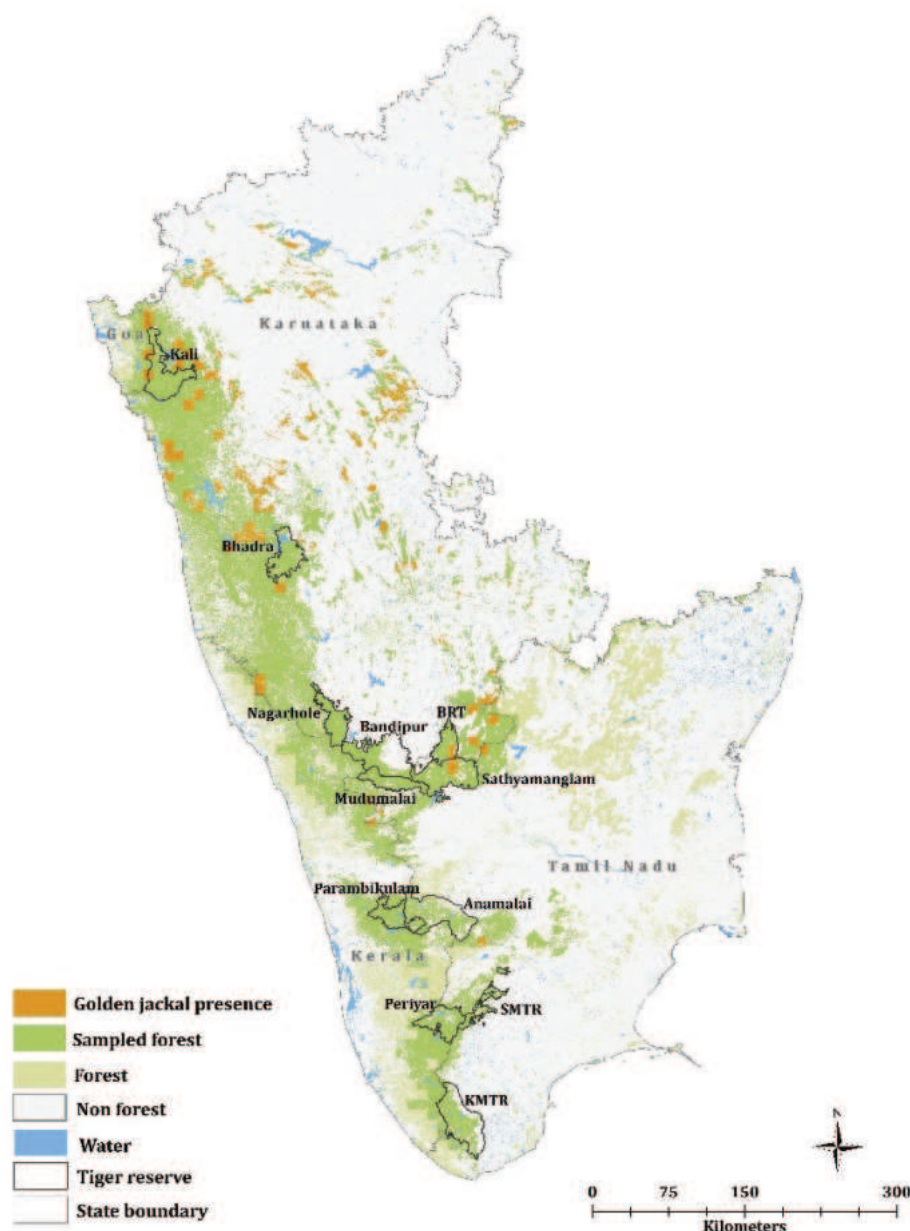 Karnataka
Goa
Kali
Bhadra
Nagarhole
Bandipur
BRT
Sathyamanglam
Mudumalai
Tamil Nadu
Parambikulam
Anamalai
Kerala
Periyar
SMTR
KMTR
Golden jackal presence
Sampled forest
Forest
Non forest
Water
Tiger reserve
State boundary
N
0 75 150 300
Kilometers